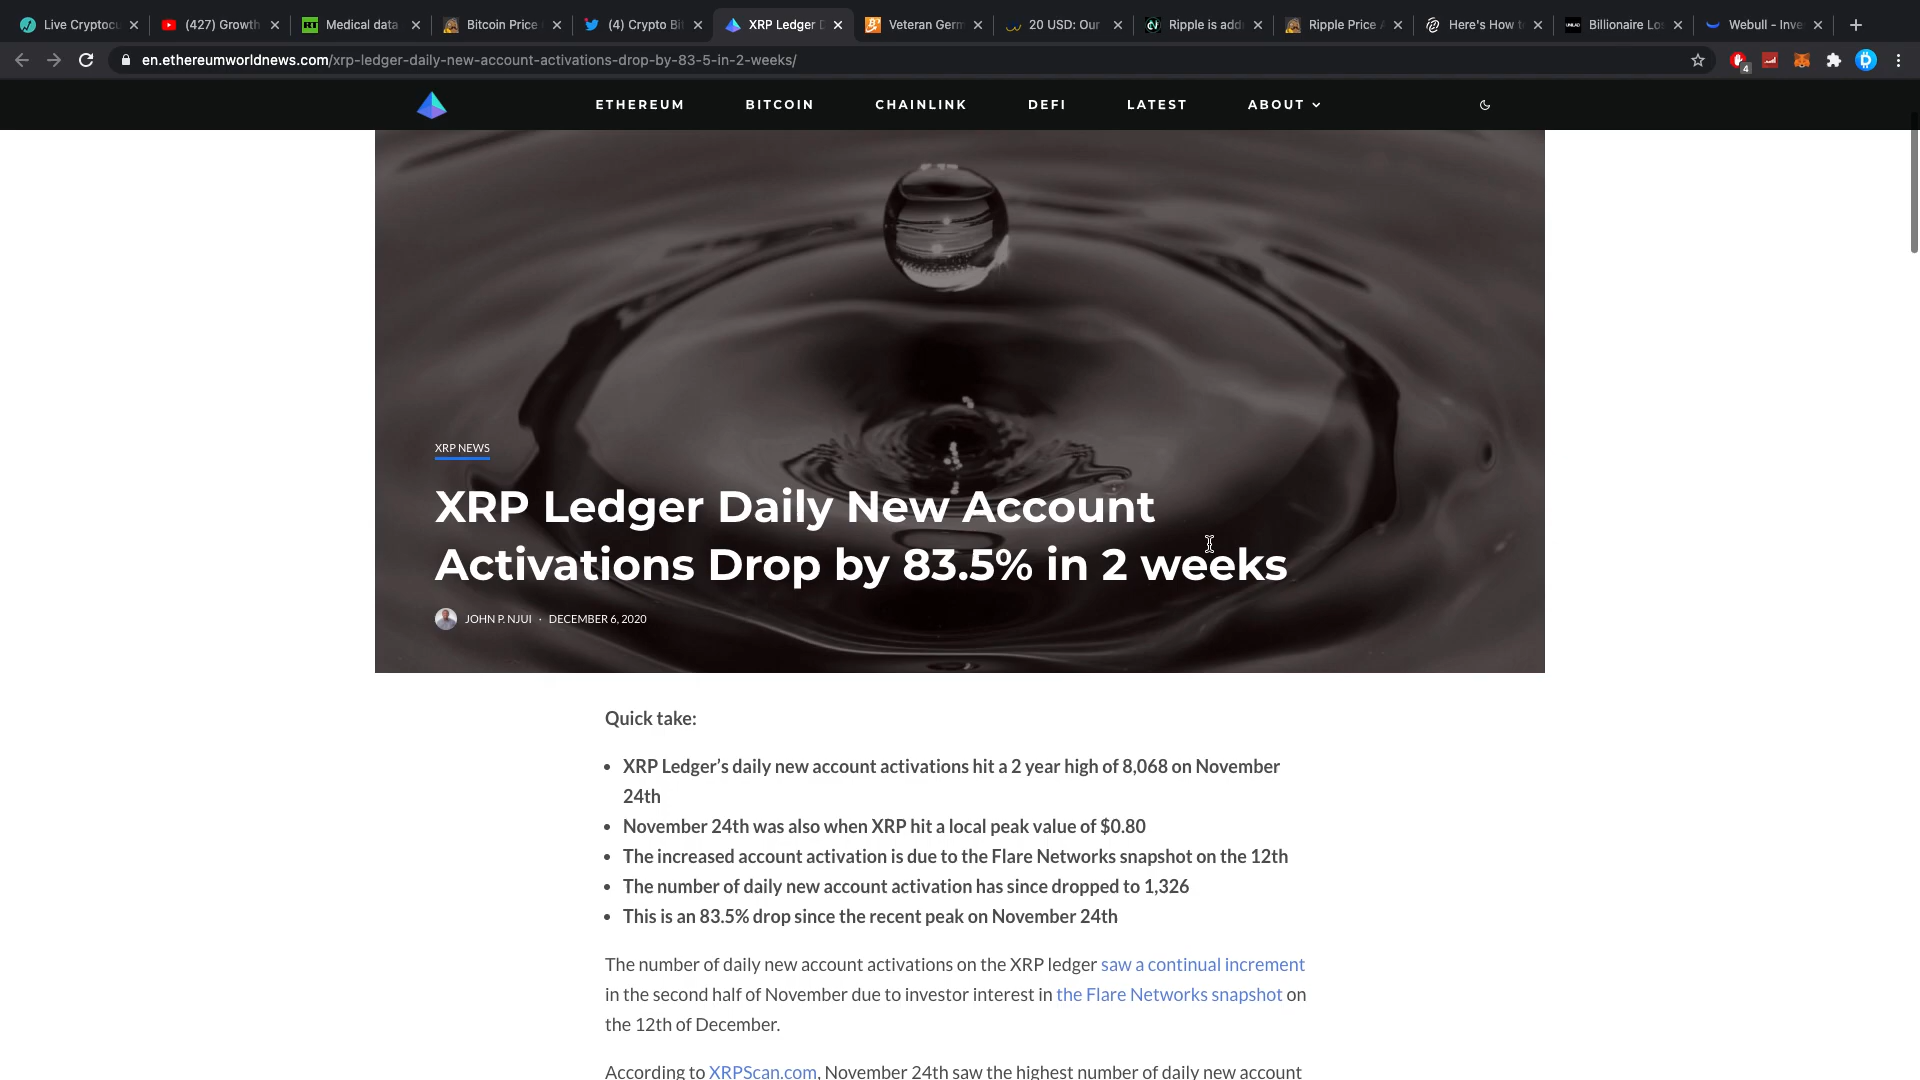 Live Cryptocu
(427) Growth
Medical data
Bitcoin Price
(4) Crypto Bit
XRP Ledger D
Veteran Germ
20 USD: Our
Ripple is add
Ripple Price A
Here's How to
Billionaire Los
Webull - Inve
en.ethereumworldnews.com/xrp-ledger-daily-new-account-activations-drop-by-83-5-in-2-weeks/
4
ETHEREUM BITCOIN CHAINLINK DEFI LATEST ABOUT
XRP NEWS
XRP Ledger Daily New Account
Activations Drop by 83.5% in 2 weeks
JOHN P. NJUI · DECEMBER 6, 2020
Quick take:
• XRP Ledger’s daily new account activations hit a 2 year high of 8,068 on November
24th
• November 24th was also when XRP hit a local peak value of $0.80
• The increased account activation is due to the Flare Networks snapshot on the 12th
• The number of daily new account activation has since dropped to 1,326
• This is an 83.5% drop since the recent peak on November 24th
The number of daily new account activations on the XRP ledger saw a continual increment
in the second half of November due to investor interest in the Flare Networks snapshot on
the 12th of December.
According to XRPScan.com, November 24th saw the highest number of daily new account